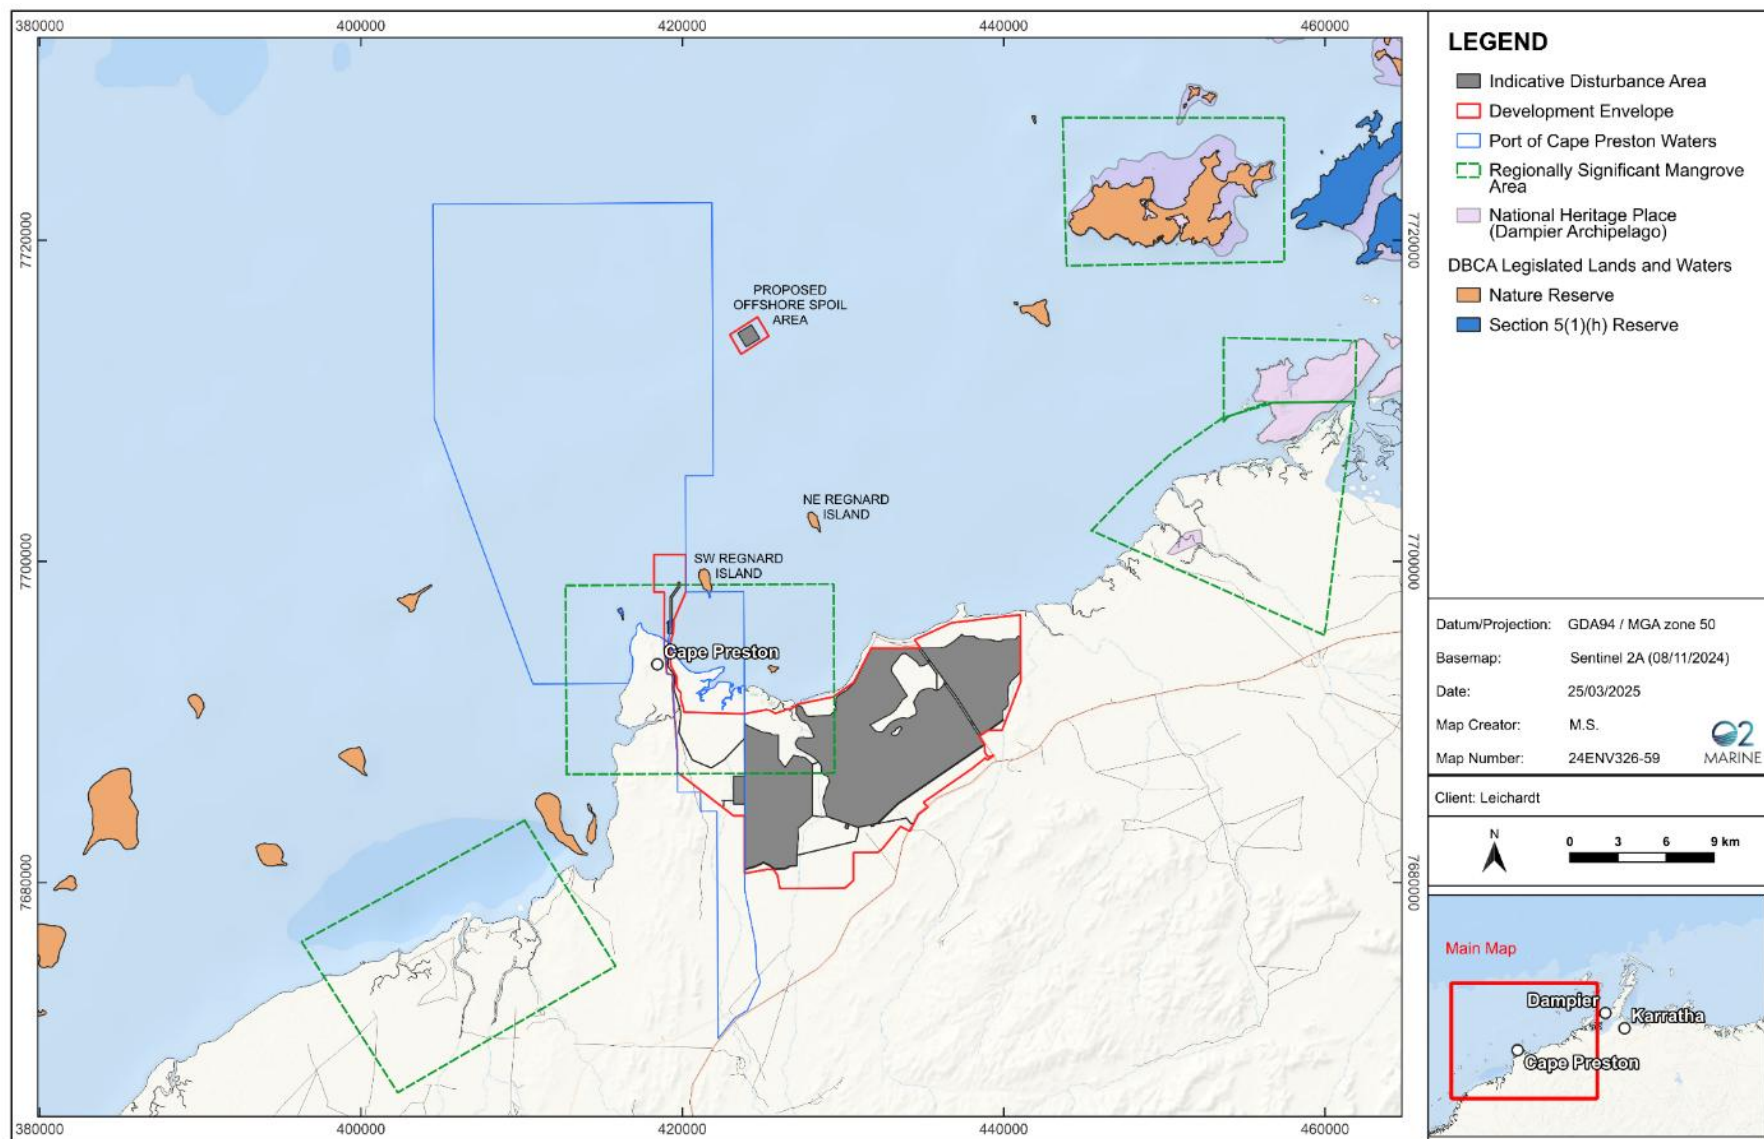 380000
400000
420000
440000
460000
7720000
7700000
7680000
7720000
7700000
7680000
PROPOSED
OFFSHORE SPOIL
AREA
NE REGNARD
ISLAND
SW REGNARD
ISLAND
Cape Preston
380000
400000
420000
440000
460000
LEGEND
Indicative Disturbance Area
Development Envelope
Port of Cape Preston Waters
Regionally Significant Mangrove
Area
National Heritage Place
(Dampier Archipelago)
DBCA Legislated Lands and Waters
Nature Reserve
Section 5(1)(h) Reserve
Datum/Projection: GDA94 / MGA zone 50
Basemap: Sentinel 2A (08/11/2024)
Date: 25/03/2025
Map Creator: M.S.
Map Number: 24ENV326-59
O2
MARINE
Client: Leichardt
N
0 3 6 9 km
Main Map
Dampier
Karratha
Cape Preston